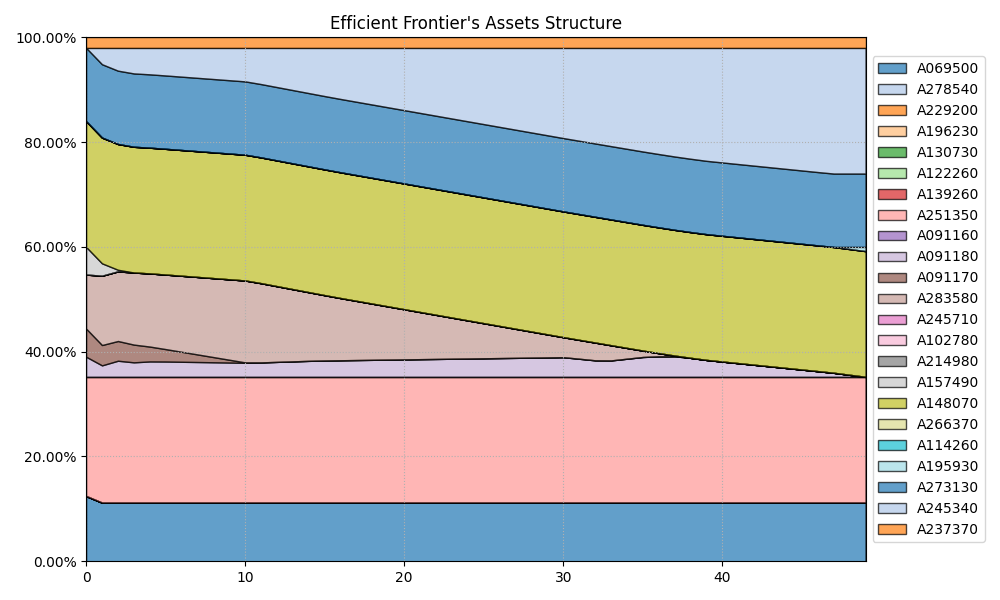 Efficient Frontier's Assets Structure
100.00%
80.00%
60.00%
40.00%
20.00%
0.00%
0
10
20
30
40
A069500
A278540
A229200
A196230
A130730
A122260
A139260
A251350
A091160
A091180
A091170
A283580
A245710
A102780
A214980
A157490
A148070
A266370
A114260
A195930
A273130
A245340
A237370